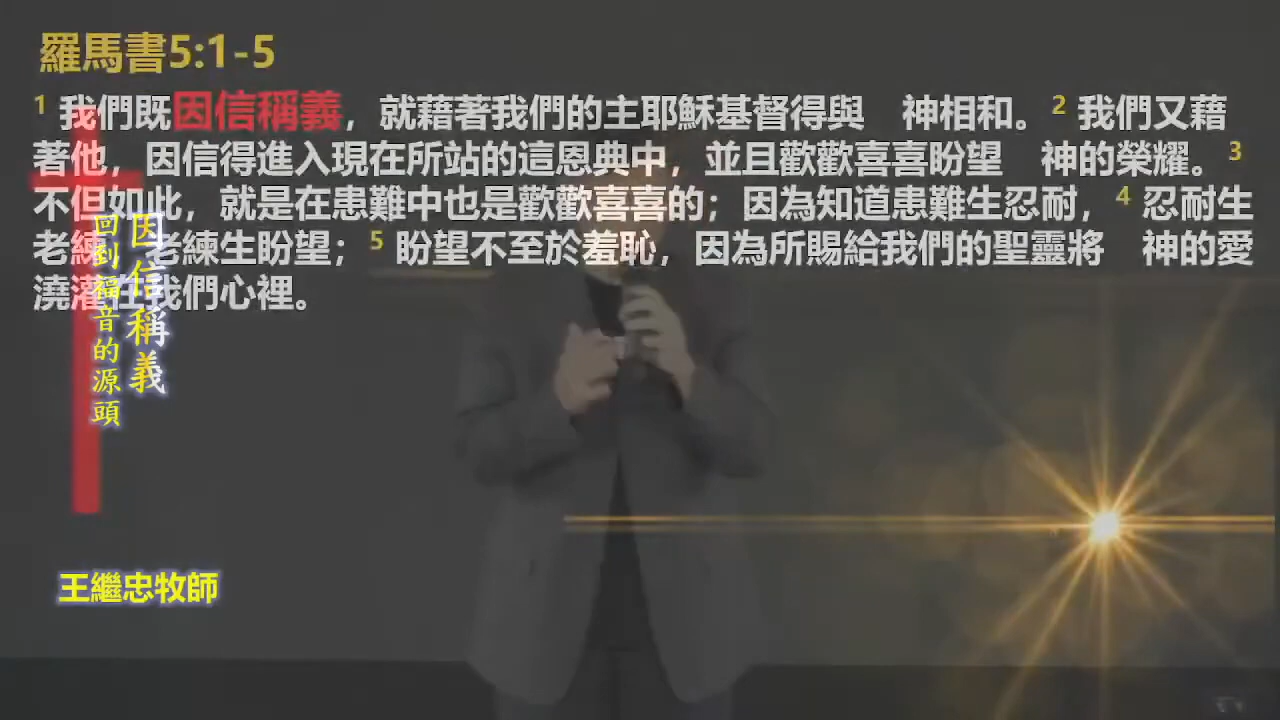 羅馬書5:1-5
1 我們既因信稱義，就藉著我們的主耶穌基督得與　神相和。2 我們又藉
著他，因信得進入現在所站的這恩典中，並且歡歡喜喜盼望　神的榮耀。3
不但如此，就是在患難中也是歡歡喜喜的；因為知道患難生忍耐，4 忍耐生
老練，老練生盼望；5 盼望不至於羞恥，因為所賜給我們的聖靈將　神的愛
澆灌在我們心裡。
因信稱義
回到福音的源頭
王繼忠牧師